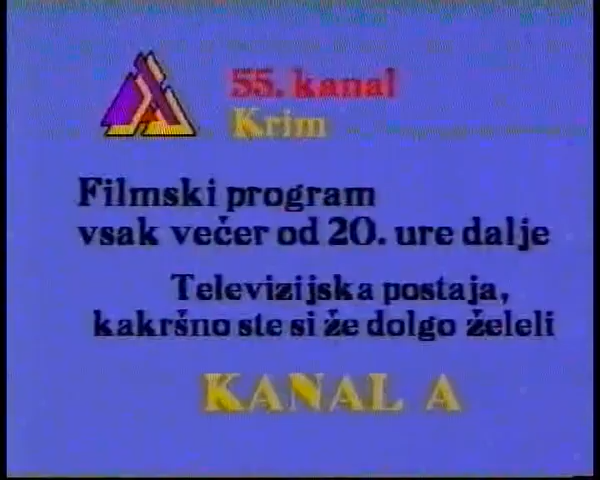 55. kanal
Krim
Filmski program
vsak večer od 20. ure dalje
Televizijska postaja,
kakršno ste si že dolgo želeli
KANAL A